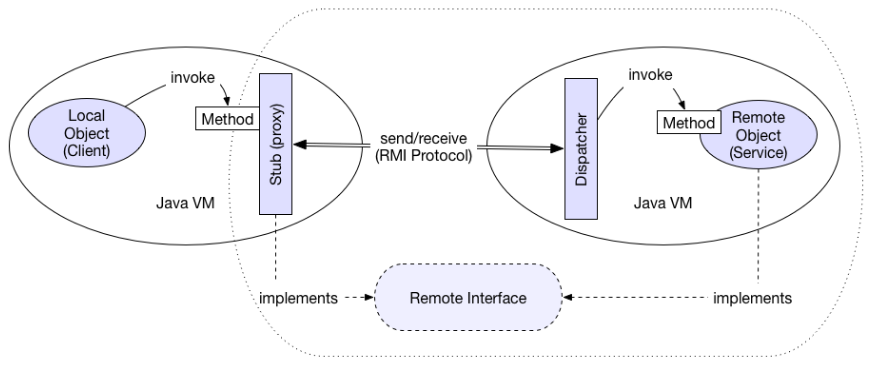 invoke
Local
Object
(Client)
Method
Stub (proxy)
Java VM
send/receive
(RMI Protocol)
Dispatcher
invoke
Method
Remote
Object
(Service)
Java VM
implements
Remote Interface
implements